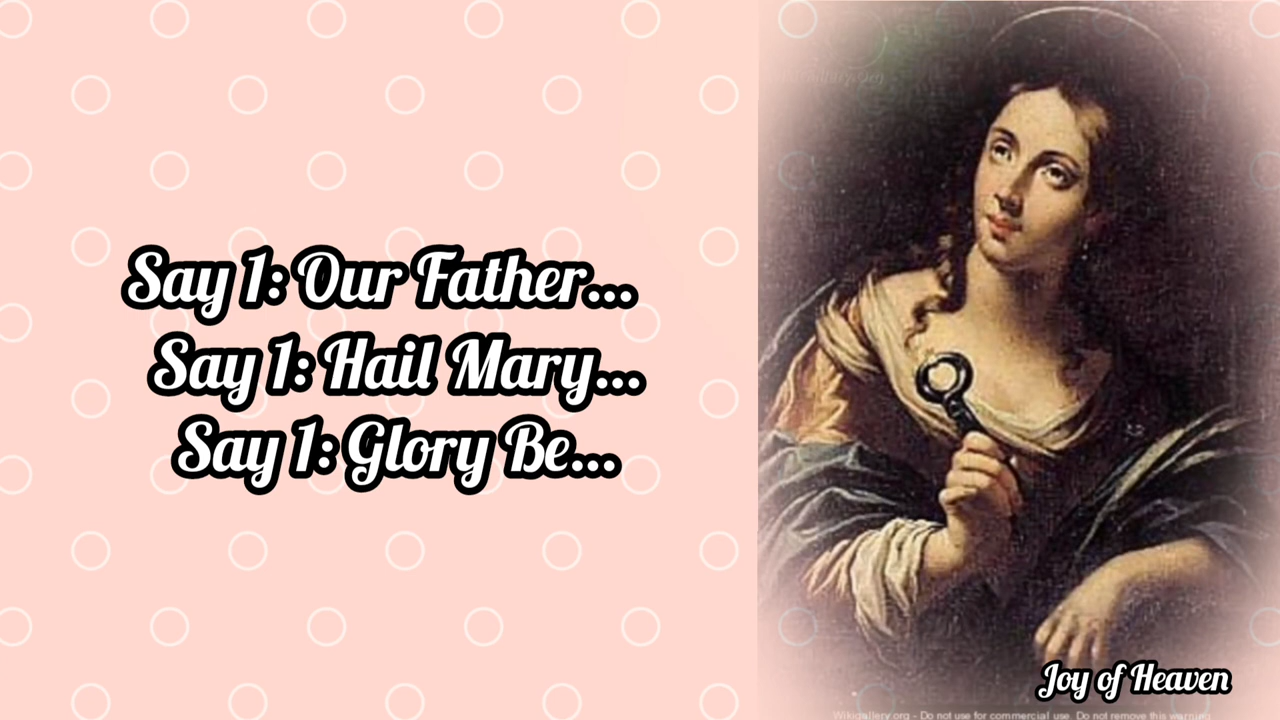 Say 1: Our Father...
Say 1: Hail Mary...
Say 1: Glory Be...
Joy of Heaven
Wikigallery.org - Do not use for commercial use. Do not remove this warning